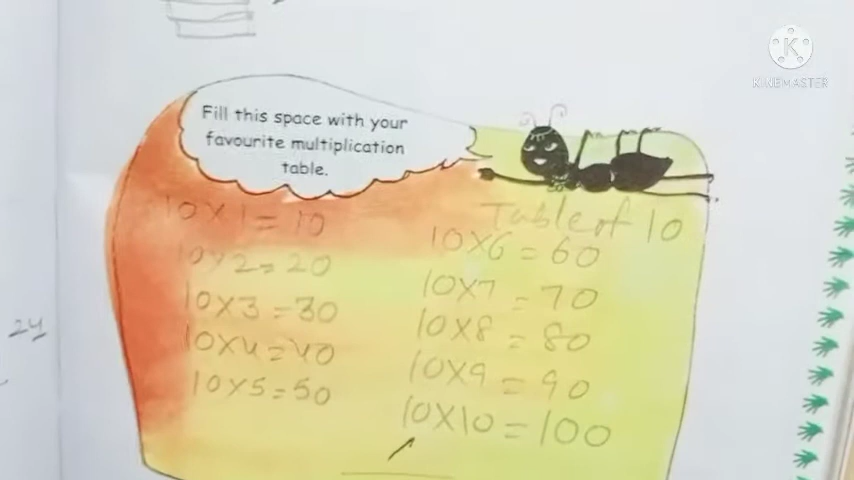 KINEMASTER
Fill this space with your
favourite multiplication
table.
Table of 10
10x1=10
10x2=20
10x3=30
10x4=40
10x5=50
10x6=60
10x7=70
10x8=80
10x9=90
10x10=100
24